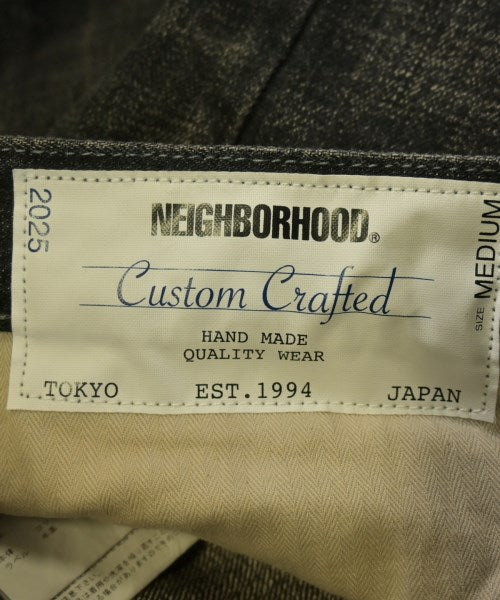 2025
NEIGHBORHOOD®
Custom Crafted
HAND MADE
QUALITY WEAR
TOKYO EST.1994 JAPAN
SIZE MEDIUM